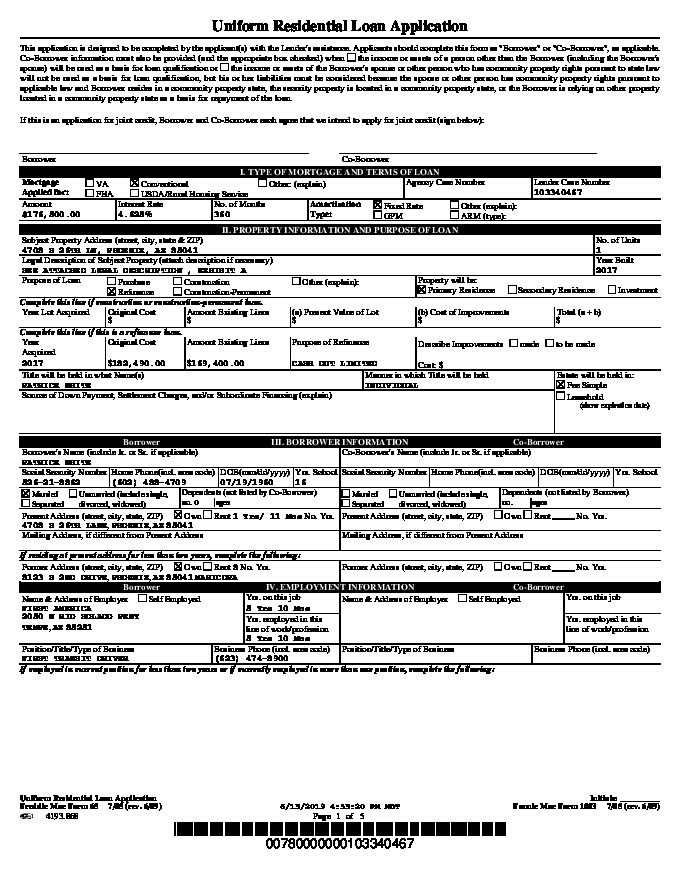 Uniform Residential Loan Application
This application is designed to be completed by the applicant(s) with the Lender's assistance. Applicants should complete this form as "Borrower" or "Co-Borrower", as applicable.
Co-Borrower information must also be provided (and the appropriate box checked) when ☐ the income or assets of a person other than the Borrower (including the Borrower's
spouse) will be used as a basis for loan qualification or ☐ the income or assets of the Borrower's spouse or other person who has community property rights pursuant to state law
will not be used as a basis for loan qualification, but his or her liabilities must be considered because the spouse or other person has community property rights pursuant to
applicable law and Borrower resides in a community property state, the security property is located in a community property state, or the Borrower is relying on other property
located in a community property state as a basis for repayment of the loan.
If this is an application for joint credit, Borrower and Co-Borrower each agree that we intend to apply for joint credit (sign below):
Borrower Co-Borrower
I. TYPE OF MORTGAGE AND TERMS OF LOAN
Mortgage ☐ VA ☒ Conventional ☐ Other: (explain) Agency Case Number Lender Case Number
Applied for: ☐ FHA ☐ USDA/Rural Housing Service 103340467
Amount Interest Rate No. of Months Amortization ☒ Fixed Rate ☐ Other (explain):
$176,800.00 4.625% 360 Type: ☐ GPM ☐ ARM (type):
II. PROPERTY INFORMATION AND PURPOSE OF LOAN
Subject Property Address (street, city, state & ZIP) No. of Units
4708 S 26TH LN, PHOENIX, AZ 85041 1
Legal Description of Subject Property (attach description if necessary) Year Built
SEE ATTACHED LEGAL DESCRIPTION , EXHIBIT A 2017
Purpose of Loan ☐ Purchase ☐ Construction ☐ Other (explain): Property will be:
☒ Refinance ☐ Construction-Permanent ☒ Primary Residence ☐ Secondary Residence ☐ Investment
Complete this line if construction or construction-permanent loan.
Year Lot Acquired Original Cost Amount Existing Liens (a) Present Value of Lot (b) Cost of Improvements Total (a + b)
$ $ $ $ $
Complete this line if this is a refinance loan.
Year Original Cost Amount Existing Liens Purpose of Refinance Describe Improvements ☐ made ☐ to be made
Acquired
2017 $182,490.00 $169,400.00 CASH OUT LIMITED Cost: $
Title will be held in what Name(s) Manner in which Title will be held Estate will be held in:
PATRICK WHITE INDIVIDUAL ☒ Fee Simple
Source of Down Payment, Settlement Charges, and/or Subordinate Financing (explain) ☐ Leasehold
(show expiration date)
Borrower III. BORROWER INFORMATION Co-Borrower
Borrower's Name (include Jr. or Sr. if applicable) Co-Borrower's Name (include Jr. or Sr. if applicable)
PATRICK WHITE
Social Security Number Home Phone(incl. area code) DOB(mm/dd/yyyy) Yrs. School Social Security Number Home Phone(incl. area code) DOB(mm/dd/yyyy) Yrs. School
526-21-8862 (602) 488-4709 07/19/1960 16
☒ Married ☐ Unmarried (include single, Dependents (not listed by Co-Borrower) ☐ Married ☐ Unmarried (include single, Dependents (not listed by Borrower)
☐ Separated divorced, widowed) no. 0 ages ☐ Separated divorced, widowed) no. ages
Present Address (street, city, state, ZIP) ☒ Own ☐ Rent 1 Yrs/ 11 Mos No. Yrs. Present Address (street, city, state, ZIP) ☐ Own ☐ Rent _____ No. Yrs.
4708 S 26TH LANE, PHOENIX, AZ 85041
Mailing Address, if different from Present Address Mailing Address, if different from Present Address
If residing at present address for less than two years, complete the following:
Former Address (street, city, state, ZIP) ☒ Own ☐ Rent 8 No. Yrs. Former Address (street, city, state, ZIP) ☐ Own ☐ Rent _____ No. Yrs.
3123 S 2ND DRIVE, PHOENIX, AZ 85041 MARICOPA
Borrower IV. EMPLOYMENT INFORMATION Co-Borrower
Name & Address of Employer ☐ Self Employed Yrs. on this job Name & Address of Employer ☐ Self Employed Yrs. on this job
FIRST AMERICA 8 Yrs 10 Mos
2050 W RIO SOLADO PKWY Yrs. employed in this Yrs. employed in this
TEMPE, AZ 85281 line of work/profession line of work/profession
8 Yrs 10 Mos
Position/Title/Type of Business Business Phone (incl. area code) Position/Title/Type of Business Business Phone (incl. area code)
FIRST TRANSIT DRIVER (623) 474-8900
If employed in current position for less than two years or if currently employed in more than one position, complete the following:
Uniform Residential Loan Application Initials: ______
Freddie Mac Form 65 7/05 (rev. 6/09) 6/13/2019 4:53:20 PM MDT Fannie Mae Form 1003 7/05 (rev. 6/09)
4193.868 Page 1 of 5
00780000000103340467